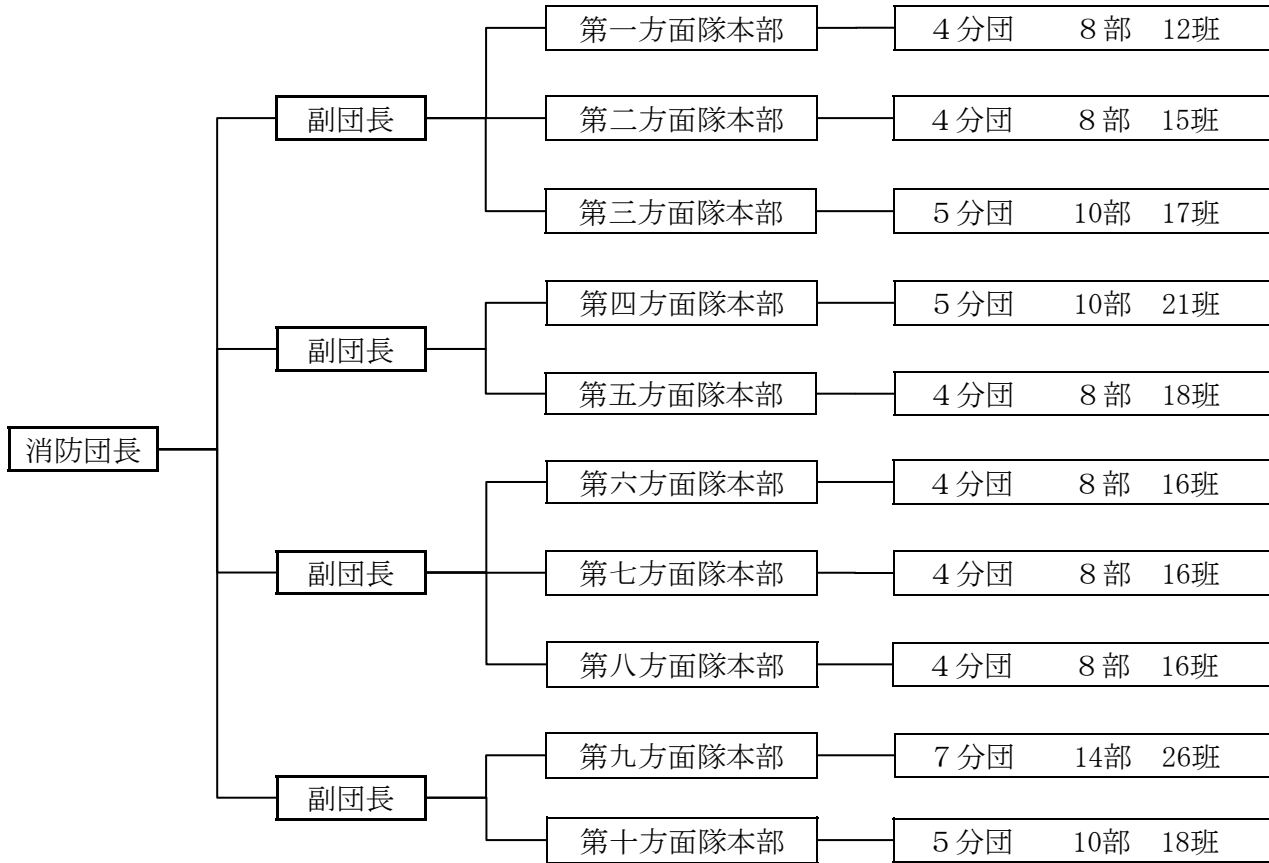 第一方面隊本部 4分団 8部 12班
副団長 第二方面隊本部 4分団 8部 15班
第三方面隊本部 5分団 10部 17班
第四方面隊本部 5分団 10部 21班
副団長
第五方面隊本部 4分団 8部 18班
消防団長
第六方面隊本部 4分団 8部 16班
副団長 第七方面隊本部 4分団 8部 16班
第八方面隊本部 4分団 8部 16班
第九方面隊本部 7分団 14部 26班
副団長
第十方面隊本部 5分団 10部 18班